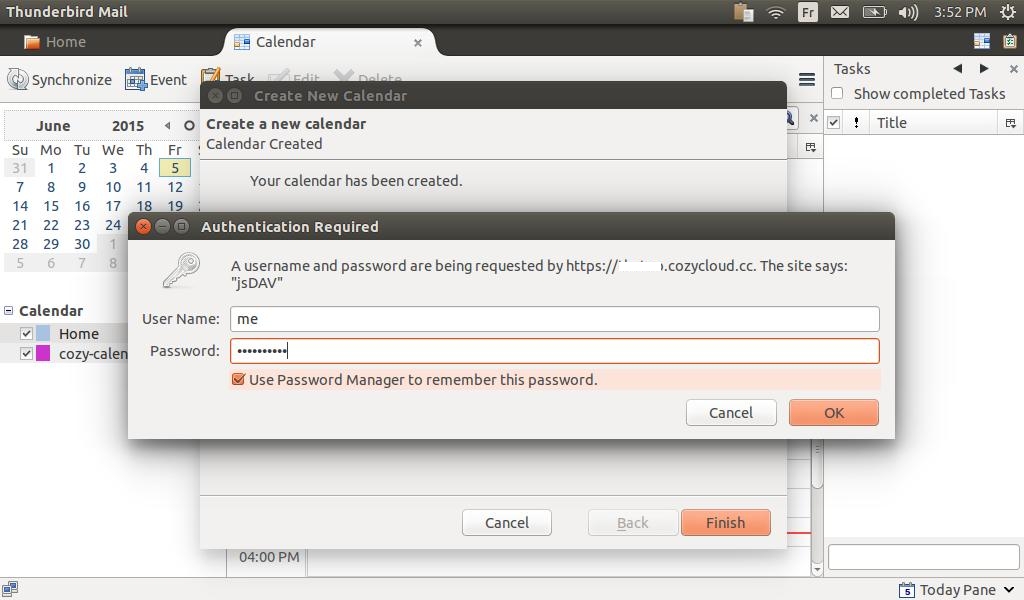 Thunderbird Mail
Fr
3:52 PM
Home
Calendar
Synchronize
Event
Task
Edit
Delete
June 2015
Su Mo Tu We Th Fr
31 1 2 3 4 5
7 8 9 10 11 12
14 15 16 17 18 19
21 22 23 24
28 29 30 1
5 6 7 8
Calendar
Home
cozy-calen
Create New Calendar
Create a new calendar
Calendar Created
Your calendar has been created.
Authentication Required
A username and password are being requested by https:// .cozycloud.cc. The site says:
"jsDAV"
User Name: me
Password: ••••••••••
Use Password Manager to remember this password.
Cancel
OK
Cancel
Back
Finish
04:00 PM
Tasks
Show completed Tasks
! Title
5 Today Pane